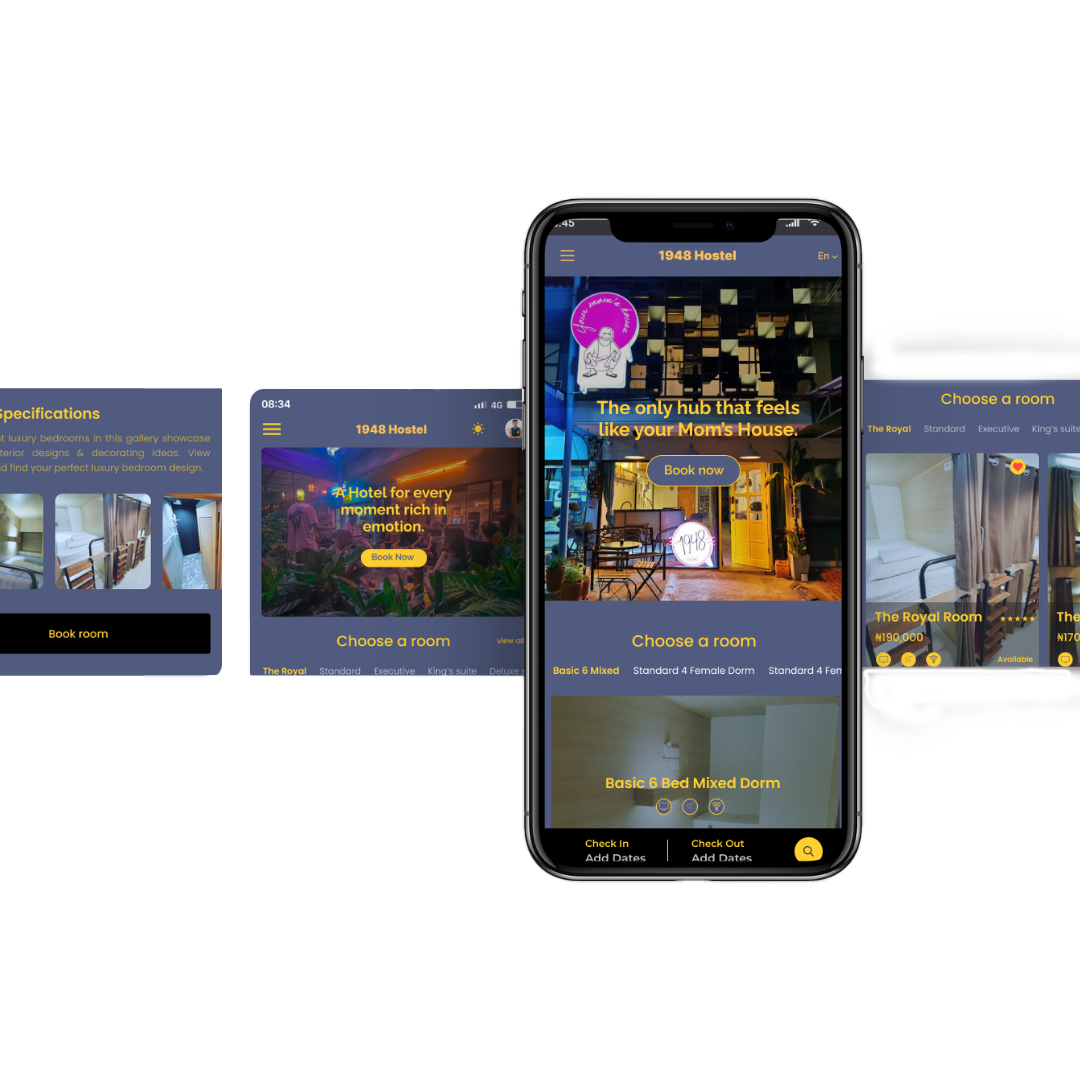 Specifications
luxury bedrooms in this gallery showcase
designs & decorating ideas. View
find your perfect luxury bedroom design.
Book room
08:34
4G
1948 Hostel
A Hotel for every
moment rich in
emotion.
Book Now
Choose a room
view all
The Royal Standard Executive King's suite Deluxe
:45
1948 Hostel
En
Your mom's house
The only hub that feels
like your Mom's House.
Book now
1948
Choose a room
Basic 6 Mixed Standard 4 Female Dorm Standard 4 Fem
Basic 6 Bed Mixed Dorm
Check In
Add Dates
Check Out
Add Dates
Choose a room
The Royal Standard Executive King's suite
The Royal Room
₦190,000
Available
The
₦170